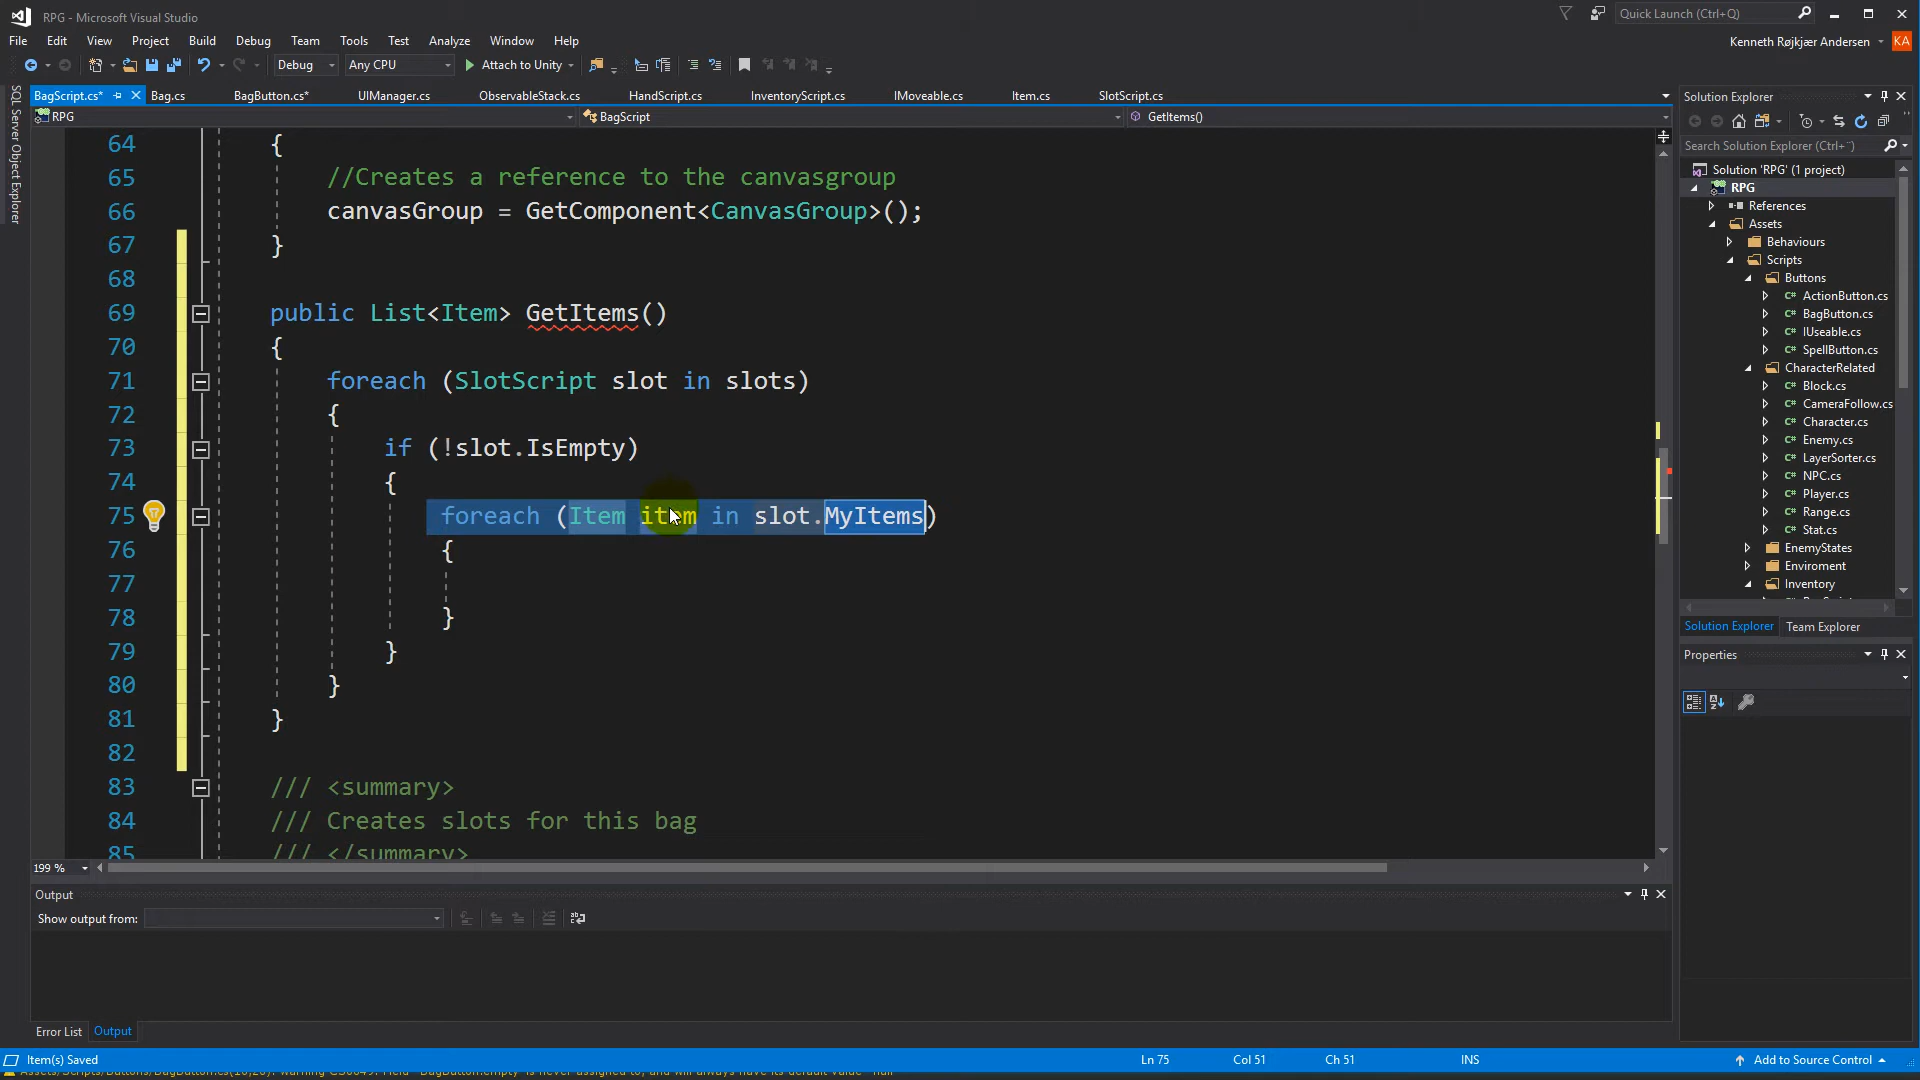 RPG - Microsoft Visual Studio
Quick Launch (Ctrl+Q)
File Edit View Project Build Debug Team Tools Test Analyze Window Help
Kenneth Røjkjær Andersen KA
Debug Any CPU Attach to Unity
BagScript.cs* Bag.cs BagButton.cs* UIManager.cs ObservableStack.cs HandScript.cs InventoryScript.cs IMoveable.cs Item.cs SlotScript.cs
RPG BagScript GetItems()
SQL Server Object Explorer
64 {
65 //Creates a reference to the canvasgroup
66 canvasGroup = GetComponent<CanvasGroup>();
67 }
68
69 public List<Item> GetItems()
70 {
71 foreach (SlotScript slot in slots)
72 {
73 if (!slot.IsEmpty)
74 {
75 foreach (Item item in slot.MyItems)
76 {
77
78 }
79 }
80 }
81 }
82
83 /// <summary>
84 /// Creates slots for this bag
85 /// </summary>
199 %
Output
Show output from:
Error List Output
Solution Explorer
Search Solution Explorer (Ctrl+¨)
Solution 'RPG' (1 project)
RPG
References
Assets
Behaviours
Scripts
Buttons
C# ActionButton.cs
C# BagButton.cs
C# IUseable.cs
C# SpellButton.cs
CharacterRelated
C# Block.cs
C# CameraFollow.cs
C# Character.cs
C# Enemy.cs
C# LayerSorter.cs
C# NPC.cs
C# Player.cs
C# Range.cs
C# Stat.cs
EnemyStates
Enviroment
Inventory
Solution Explorer Team Explorer
Properties
Item(s) Saved Ln 75 Col 51 Ch 51 INS Add to Source Control